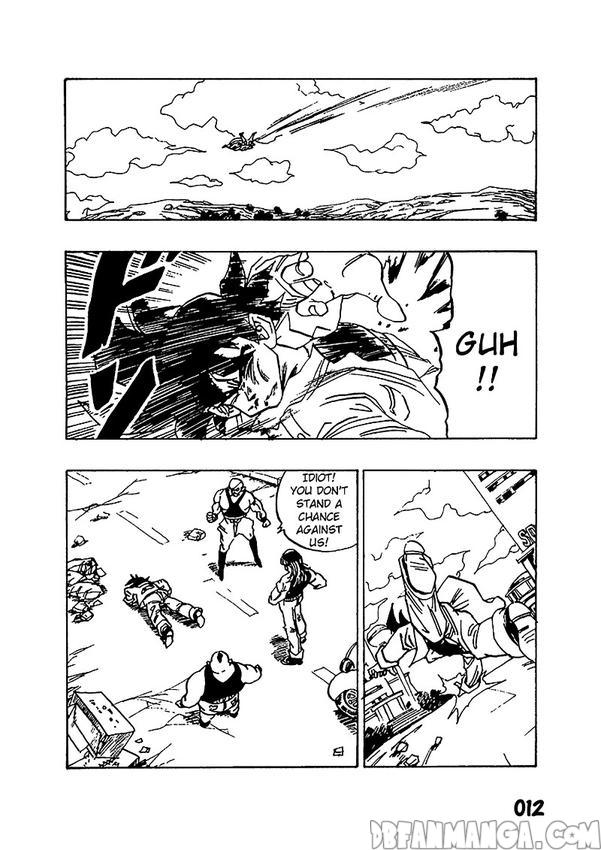 GUH
!!
IDIOT!
YOU DON'T
STAND A
CHANCE
AGAINST
US!
012
DBFANMANGA.COM